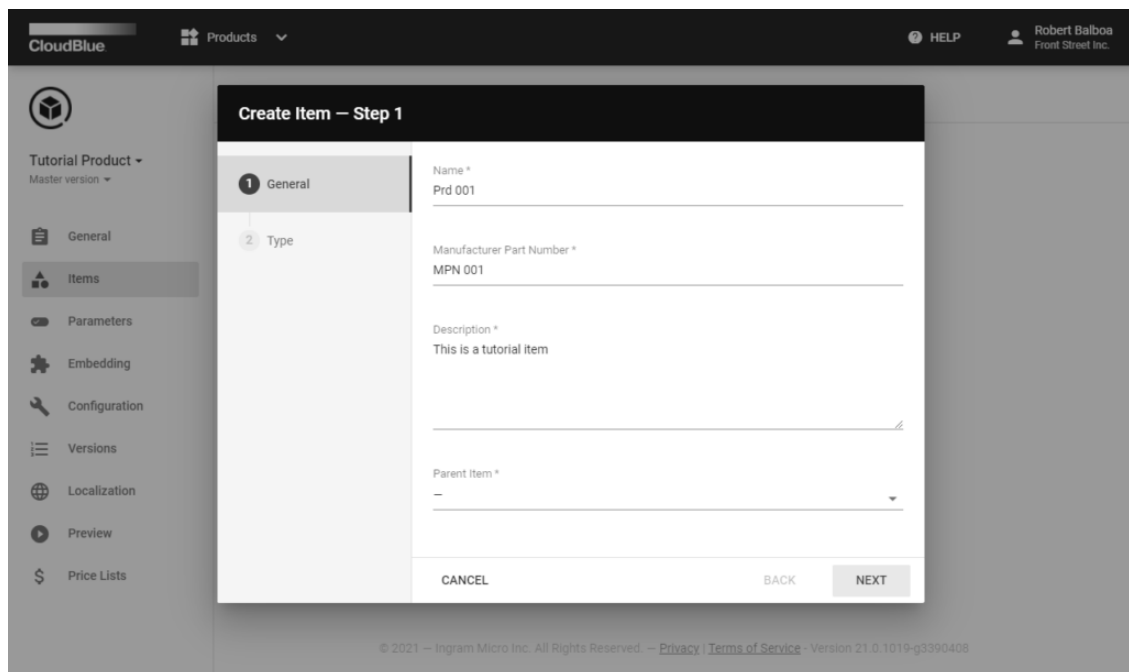 CloudBlue
Products
HELP
Robert Balboa
Front Street Inc.
Tutorial Product
Master version
General
Items
Parameters
Embedding
Configuration
Versions
Localization
Preview
Price Lists
Create Item — Step 1
1 General
2 Type
Name *
Prd 001
Manufacturer Part Number *
MPN 001
Description *
This is a tutorial item
Parent Item *
—
CANCEL BACK NEXT
© 2021 — Ingram Micro Inc. All Rights Reserved. — Privacy | Terms of Service - Version 21.0.1019-g3390408